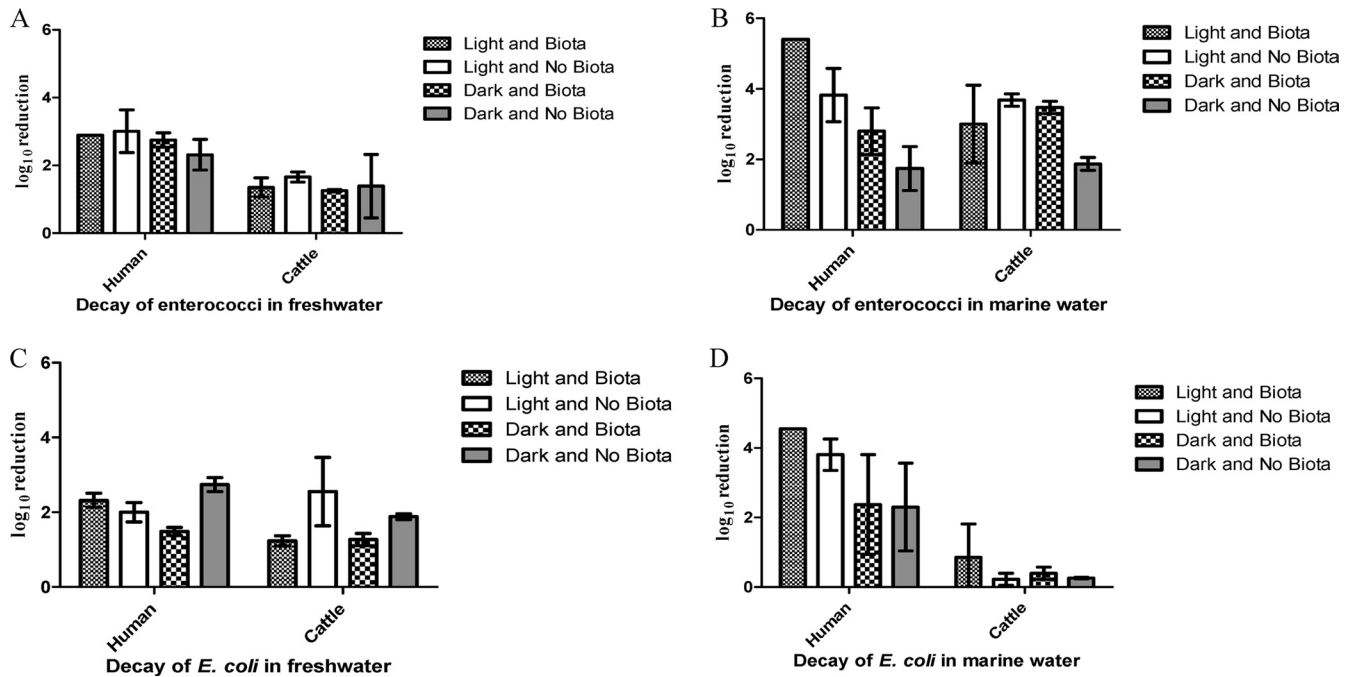 A
log10 reduction
6
4
2
0
Human
Cattle
Decay of enterococci in freshwater
Light and Biota
Light and No Biota
Dark and Biota
Dark and No Biota
B
log10 reduction
6
4
2
0
Human
Cattle
Decay of enterococci in marine water
Light and Biota
Light and No Biota
Dark and Biota
Dark and No Biota
C
log10 reduction
6
4
2
0
Human
Cattle
Decay of E. coli in freshwater
Light and Biota
Light and No Biota
Dark and Biota
Dark and No Biota
D
log10 reduction
6
4
2
0
Human
Cattle
Decay of E. coli in marine water
Light and Biota
Light and No Biota
Dark and Biota
Dark and No Biota